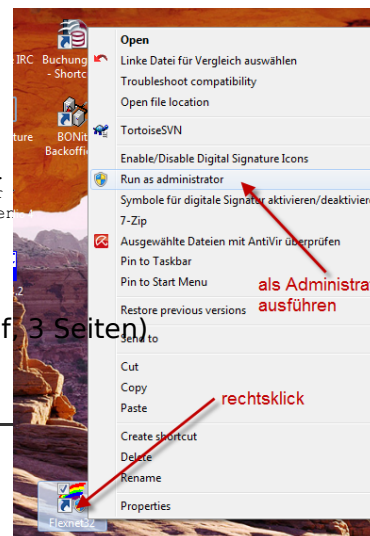 Open
IRC Buchung
- Shortc
Linke Datei für Vergleich auswählen
Troubleshoot compatibility
Open file location
ture BONit
Backoffi
TortoiseSVN
Enable/Disable Digital Signature Icons
Run as administrator
Symbole für digitale Signatur aktivieren/deaktiviere
7-Zip
Ausgewählte Dateien mit AntiVir überprüfen
Pin to Taskbar
Pin to Start Menu
als Administra
ausführen
Restore previous versions
f, 3 Seiten)
Send to
Cut
Copy
Paste
rechtsklick
Create shortcut
Delete
Rename
Properties
Flexnet32